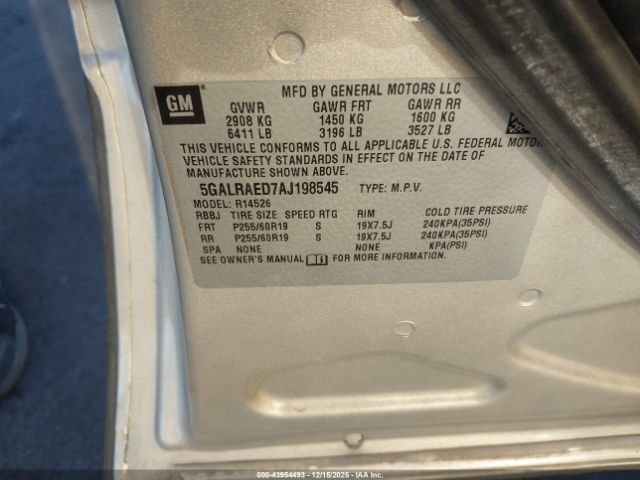 GM
MFD BY GENERAL MOTORS LLC
GVWR GAWR FRT GAWR RR
2908 KG 1450 KG 1600 KG
6411 LB 3196 LB 3527 LB
THIS VEHICLE CONFORMS TO ALL APPLICABLE U.S. FEDERAL MOTOR
VEHICLE SAFETY STANDARDS IN EFFECT ON THE DATE OF
MANUFACTURE SHOWN ABOVE.
5GALRAED7AJ198545 TYPE: M.P.V.
MODEL: R14526
RBBJ TIRE SIZE SPEED RTG RIM COLD TIRE PRESSURE
FRT P255/60R19 S 19X7.5J 240KPA(35PSI)
RR P255/60R19 S 19X7.5J 240KPA(35PSI)
SPA NONE NONE KPA(PSI)
SEE OWNER'S MANUAL FOR MORE INFORMATION.
000-43954493 - 12/15/2025 - IAA Public